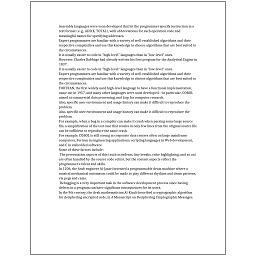 Assembly languages were soon developed that let the programmer specify instruction in a
text format (e.g., ADD X, TOTAL), with abbreviations for each operation code and
meaningful names for specifying addresses.
Expert programmers are familiar with a variety of well-established algorithms and their
respective complexities and use this knowledge to choose algorithms that are best suited to
the circumstances.
It is usually easier to code in "high-level" languages than in "low-level" ones.
However, Charles Babbage had already written his first program for the Analytical Engine in
1837.
It is usually easier to code in "high-level" languages than in "low-level" ones.
Expert programmers are familiar with a variety of well-established algorithms and their
respective complexities and use this knowledge to choose algorithms that are best suited to
the circumstances.
FORTRAN, the first widely used high-level language to have a functional implementation,
came out in 1957, and many other languages were soon developed—in particular, COBOL
aimed at commercial data processing, and Lisp for computer research.
Also, specific user environment and usage history can make it difficult to reproduce the
problem.
Also, specific user environment and usage history can make it difficult to reproduce the
problem.
For example, when a bug in a compiler can make it crash when parsing some large source
file, a simplification of the test case that results in only few lines from the original source file
can be sufficient to reproduce the same crash.
For example, COBOL is still strong in corporate data centers often on large mainframe
computers, Fortran in engineering applications, scripting languages in Web development,
and C in embedded software.
Some of these factors include:
The presentation aspects of this (such as indents, line breaks, color highlighting, and so on)
are often handled by the source code editor, but the content aspects reflect the
programmer's talent and skills.
In 1206, the Arab engineer Al-Jazari invented a programmable drum machine where a
musical mechanical automaton could be made to play different rhythms and drum patterns,
via pegs and cams.
Debugging is a very important task in the software development process since having
defects in a program can have significant consequences for its users.
In the 9th century, the Arab mathematician Al-Kindi described a cryptographic algorithm
for deciphering encrypted code, in A Manuscript on Deciphering Cryptographic Messages.